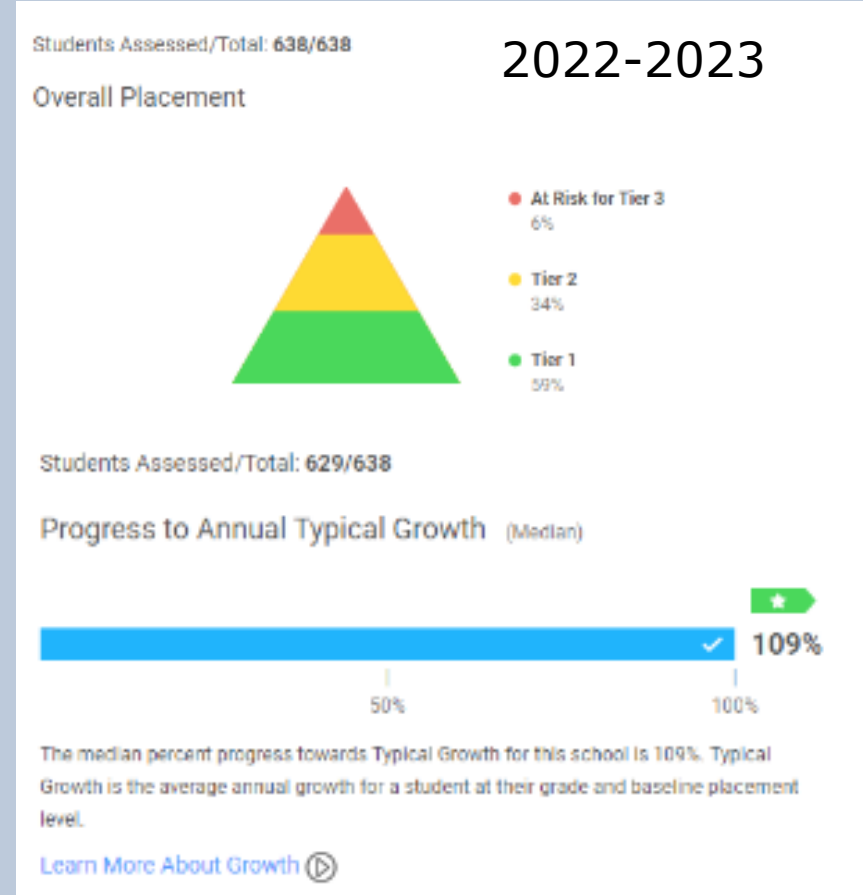 Students Assessed/Total: 638/638
2022-2023
Overall Placement
At Risk for Tier 3
6%
Tier 2
34%
Tier 1
59%
Students Assessed/Total: 629/638
Progress to Annual Typical Growth (Median)
109%
50%
100%
The median percent progress towards Typical Growth for this school is 109%. Typical
Growth is the average annual growth for a student at their grade and baseline placement
level.
Learn More About Growth